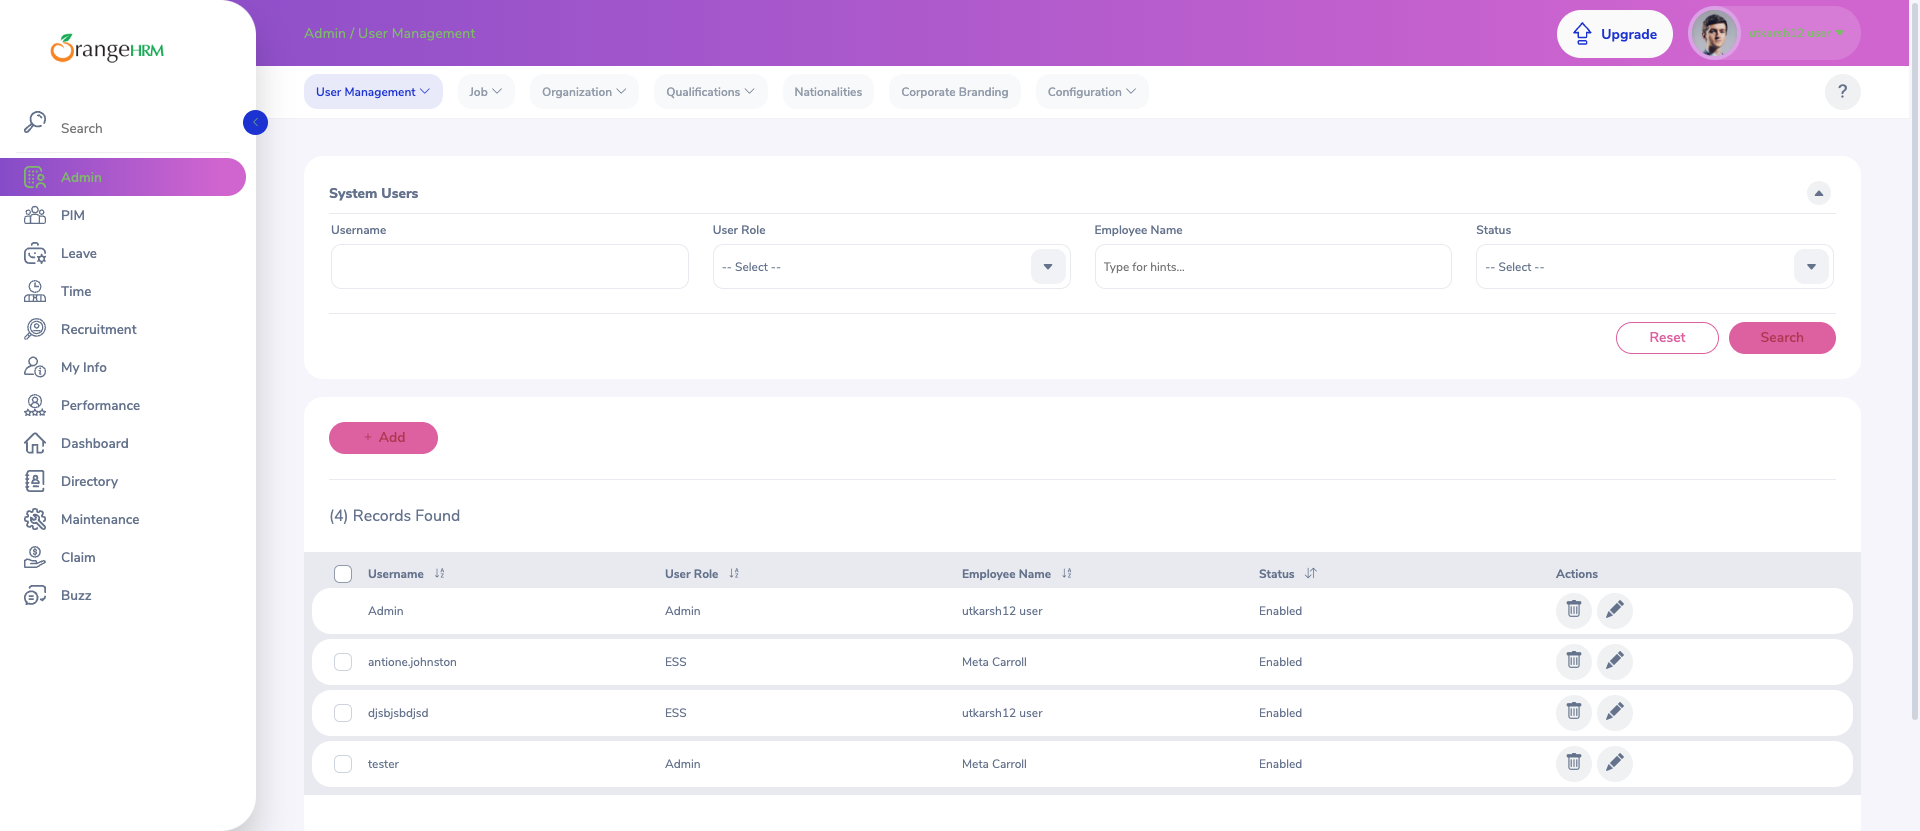 OrangeHRM
Search
Admin
PIM
Leave
Time
Recruitment
My Info
Performance
Dashboard
Directory
Maintenance
Claim
Buzz
Admin / User Management
Upgrade
utkarsh12 user
User Management
Job
Organization
Qualifications
Nationalities
Corporate Branding
Configuration
?
System Users
Username
User Role
Employee Name
Status
-- Select --
Type for hints...
-- Select --
Reset
Search
+ Add
(4) Records Found
Username User Role Employee Name Status Actions
Admin Admin utkarsh12 user Enabled
antione.johnston ESS Meta Carroll Enabled
djsbjsbdjsd ESS utkarsh12 user Enabled
tester Admin Meta Carroll Enabled